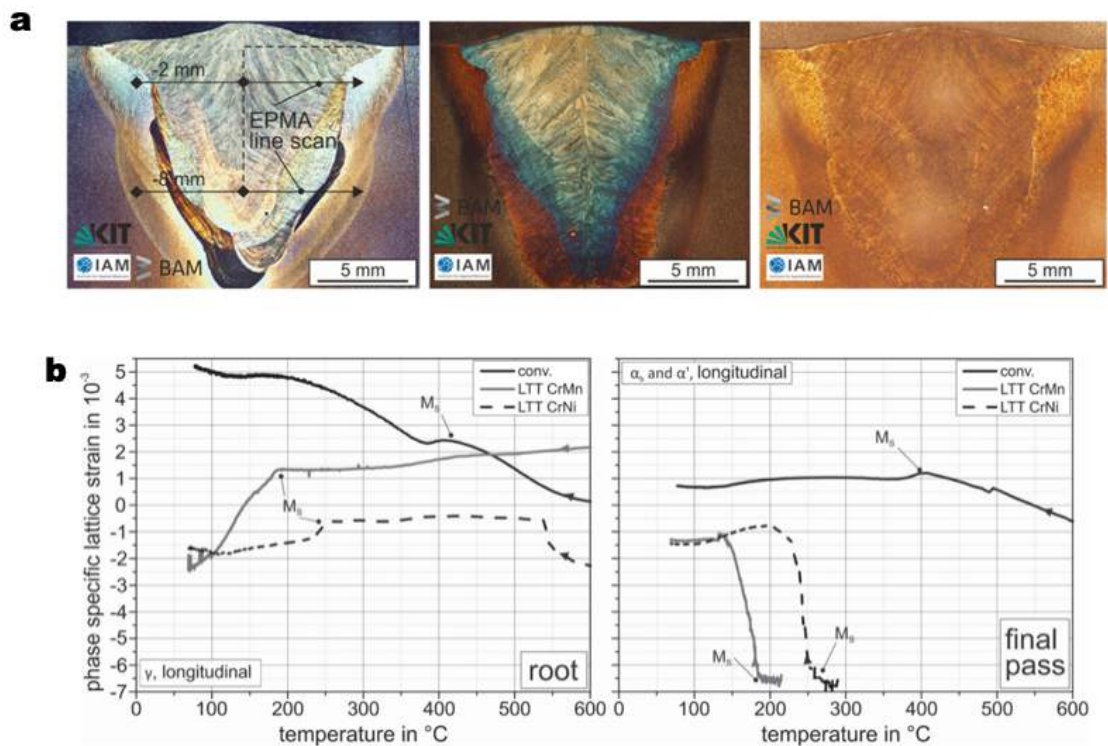 a
-2 mm
EPMA
line scan
-8 mm
KIT
IAM
BAM
5 mm
BAM
KIT
IAM
5 mm
BAM
KIT
IAM
5 mm
b
phase specific lattice strain in 10⁻³
5
4
3
2
1
0
-1
-2
-3
-4
-5
-6
-7
conv.
LTT CrMn
LTT CrNi
Mₛ
Mₛ
γ, longitudinal
root
0 100 200 300 400 500 600
temperature in °C
αₛ and α', longitudinal
conv.
LTT CrMn
LTT CrNi
Mₛ
Mₛ
Mₛ
final
pass
0 100 200 300 400 500 600
temperature in °C